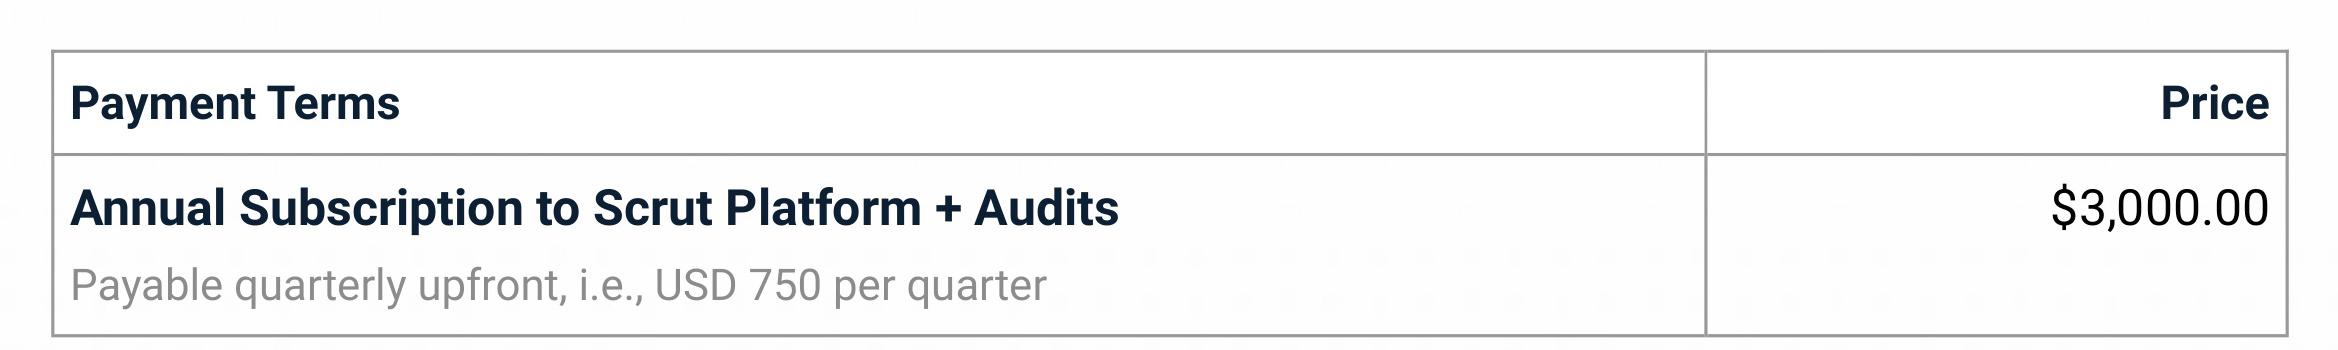 Payment Terms
Price
Annual Subscription to Scrut Platform + Audits
$3,000.00
Payable quarterly upfront, i.e., USD 750 per quarter